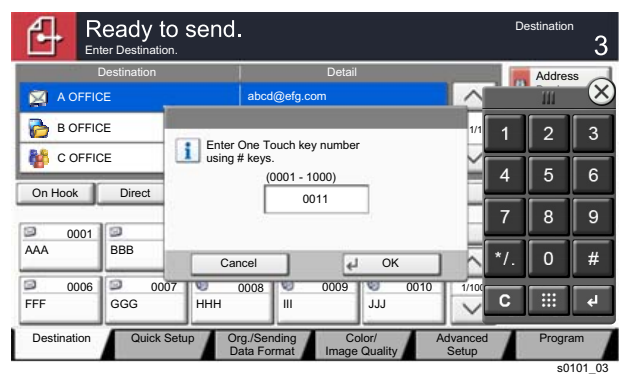 Ready to send.
Enter Destination.
Destination
3
Destination
Detail
Address
A OFFICE
abcd@efg.com
B OFFICE
1/1
C OFFICE
Enter One Touch key number
using # keys.
(0001 - 1000)
0011
Cancel
OK
On Hook
Direct
0001
AAA
BBB
0006
FFF
0007
GGG
0008
HHH
0009
III
0010
JJJ
1/100
1
2
3
4
5
6
7
8
9
*/.
0
#
C
Destination
Quick Setup
Org./Sending
Data Format
Color/
Image Quality
Advanced
Setup
Program
s0101_03